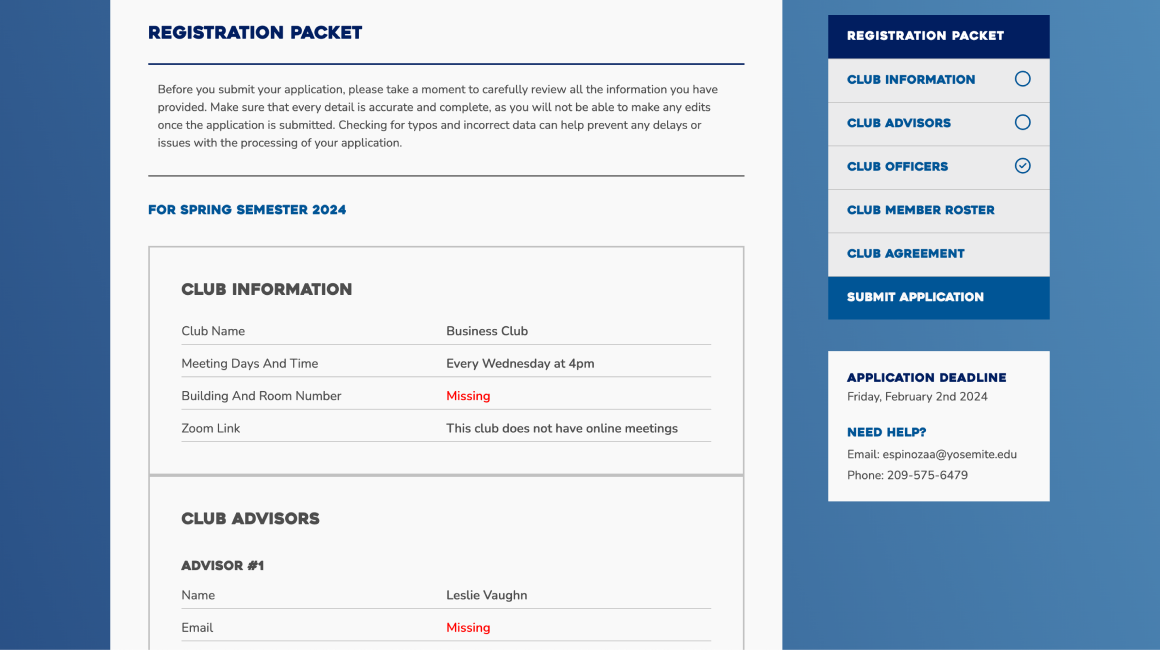 REGISTRATION PACKET
Before you submit your application, please take a moment to carefully review all the information you have
provided. Make sure that every detail is accurate and complete, as you will not be able to make any edits
once the application is submitted. Checking for typos and incorrect data can help prevent any delays or
issues with the processing of your application.
FOR SPRING SEMESTER 2024
CLUB INFORMATION
Club Name Business Club
Meeting Days And Time Every Wednesday at 4pm
Building And Room Number Missing
Zoom Link This club does not have online meetings
CLUB ADVISORS
ADVISOR #1
Name Leslie Vaughn
Email Missing
REGISTRATION PACKET
CLUB INFORMATION
CLUB ADVISORS
CLUB OFFICERS
CLUB MEMBER ROSTER
CLUB AGREEMENT
SUBMIT APPLICATION
APPLICATION DEADLINE
Friday, February 2nd 2024
NEED HELP?
Email: espinozaa@yosemite.edu
Phone: 209-575-6479